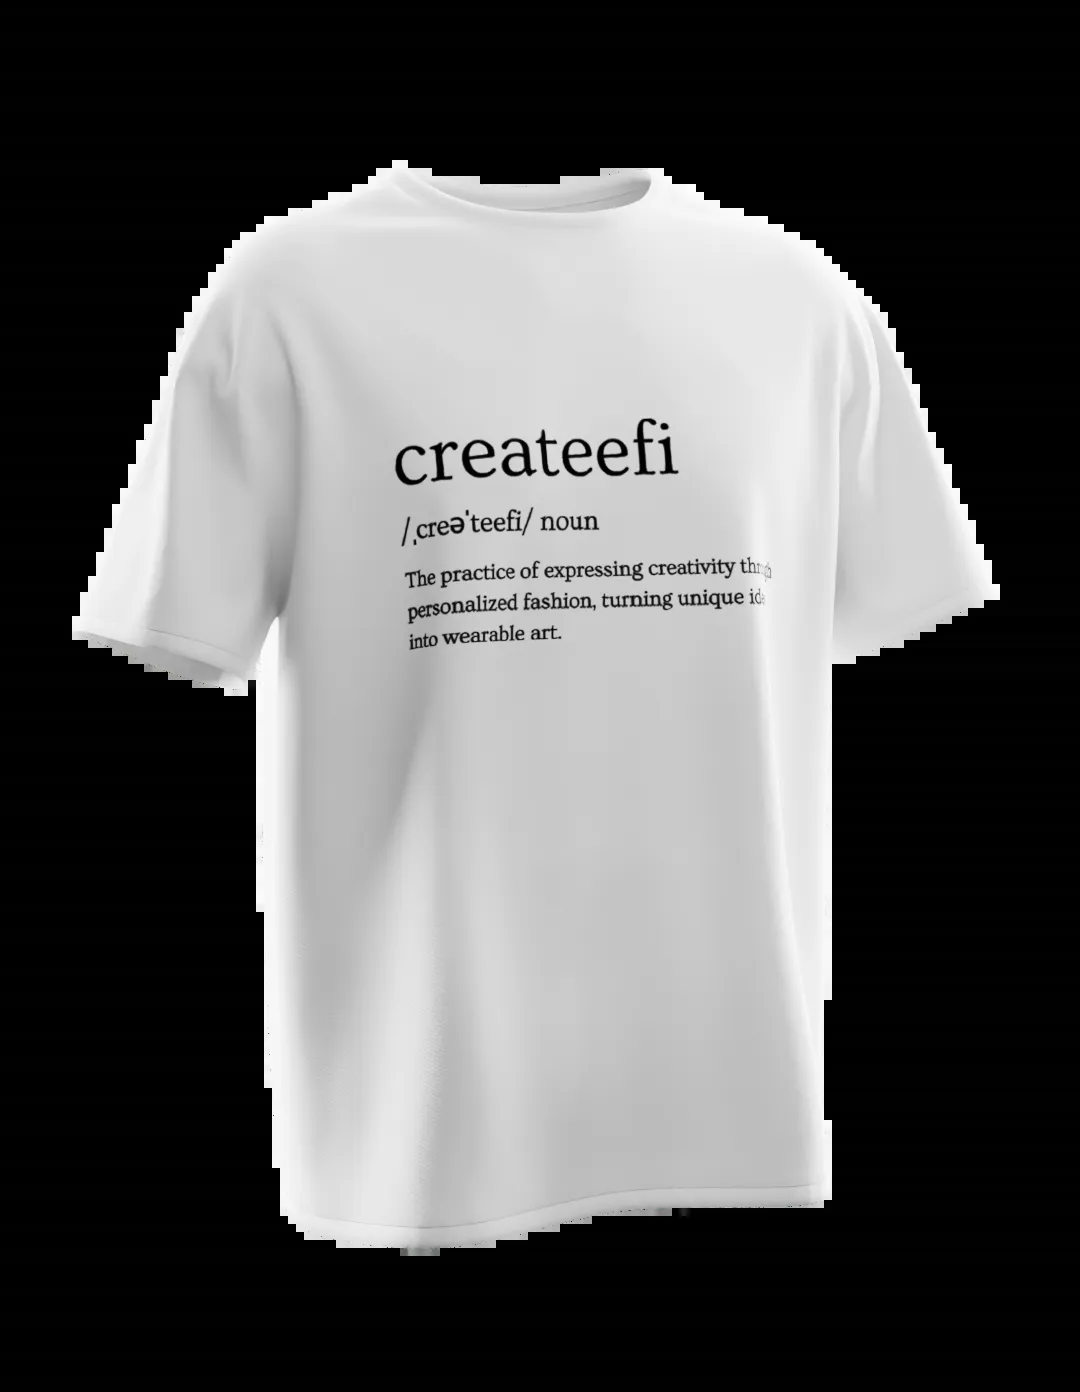 createefi
/ˌcreəˈteefi/ noun
The practice of expressing creativity
personalized fashion, turning unique
into wearable art.